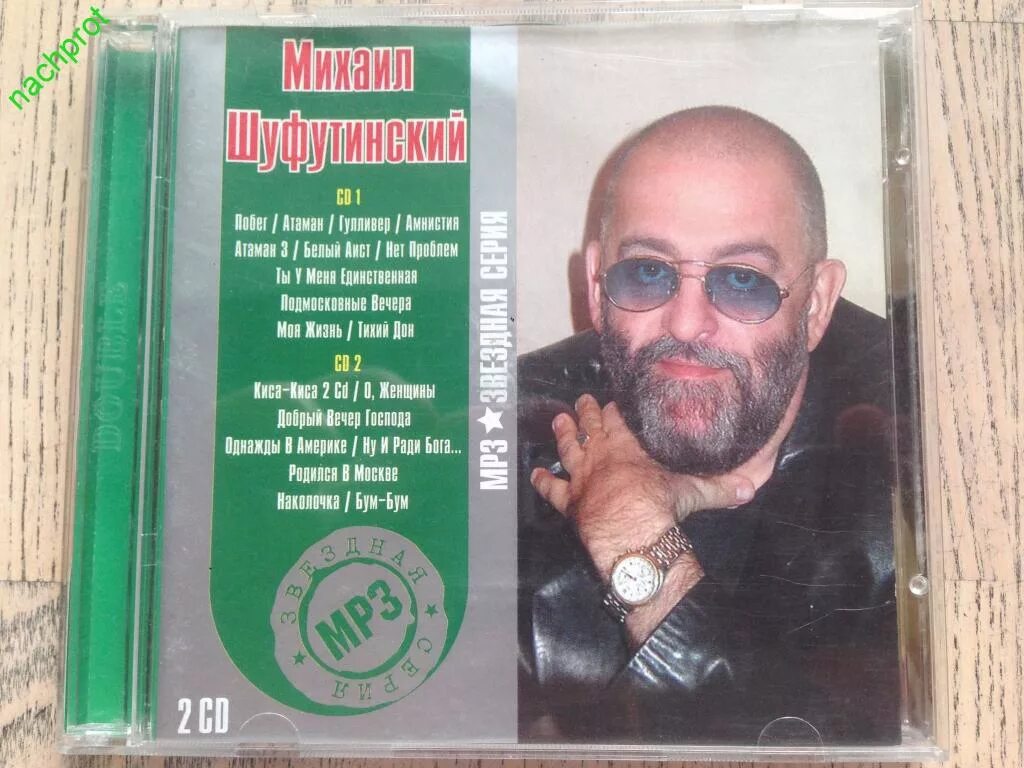 nachprot
Михаил
Шуфутинский
CD 1
Побег / Атаман / Гулливер / Амнистия
Атаман 3 / Белый Аист / Нет Проблем
Ты У Меня Единственная
Подмосковные Вечера
Моя Жизнь / Тихий Дон
CD 2
Киса-Киса 2 Cd / О, Женщины
Добрый Вечер Господа
Однажды В Америке / Ну И Ради Бога...
Родился В Москве
Наколочка / Бум-Бум
ЗВЕЗДНАЯ ★ СЕРИЯ ★
MP3
2 CD
MP3 ★ ЗВЕЗДНАЯ СЕРИЯ
DOUBLE